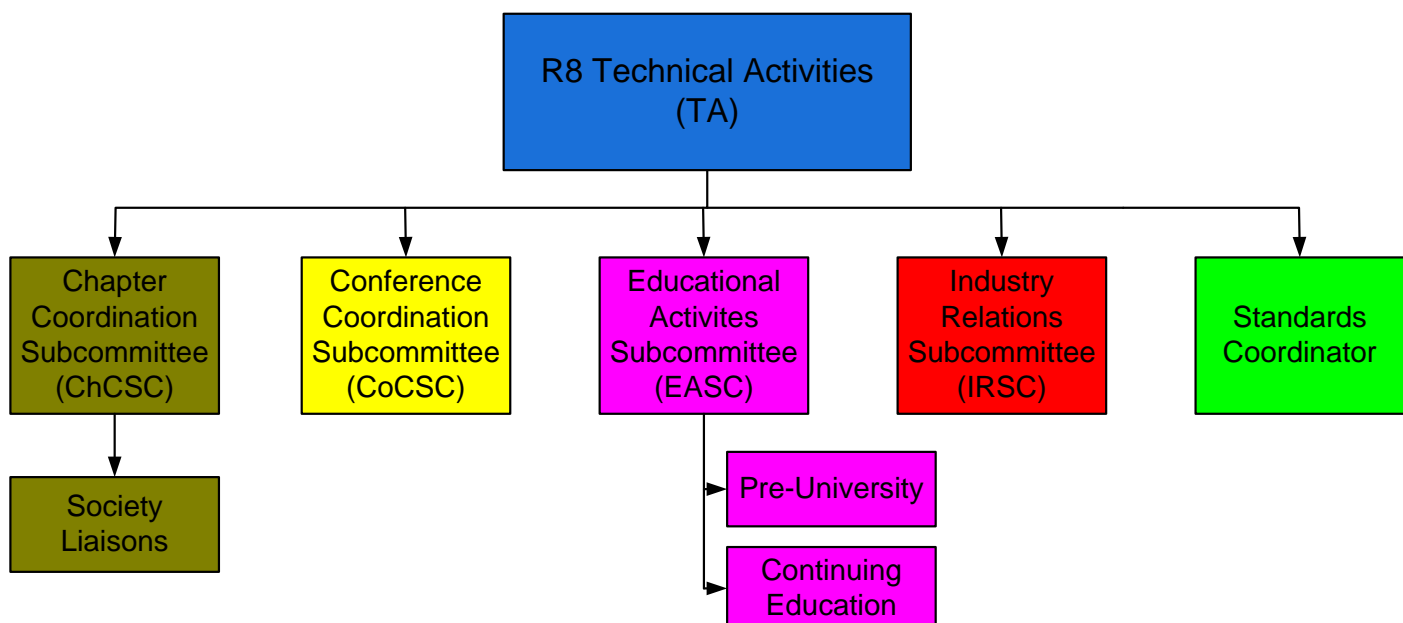 R8 Technical Activities
(TA)
Chapter
Coordination
Subcommittee
(ChCSC)
Conference
Coordination
Subcommittee
(CoCSC)
Educational
Activites
Subcommittee
(EASC)
Industry
Relations
Subcommittee
(IRSC)
Standards
Coordinator
Society
Liaisons
Pre-University
Continuing
Education